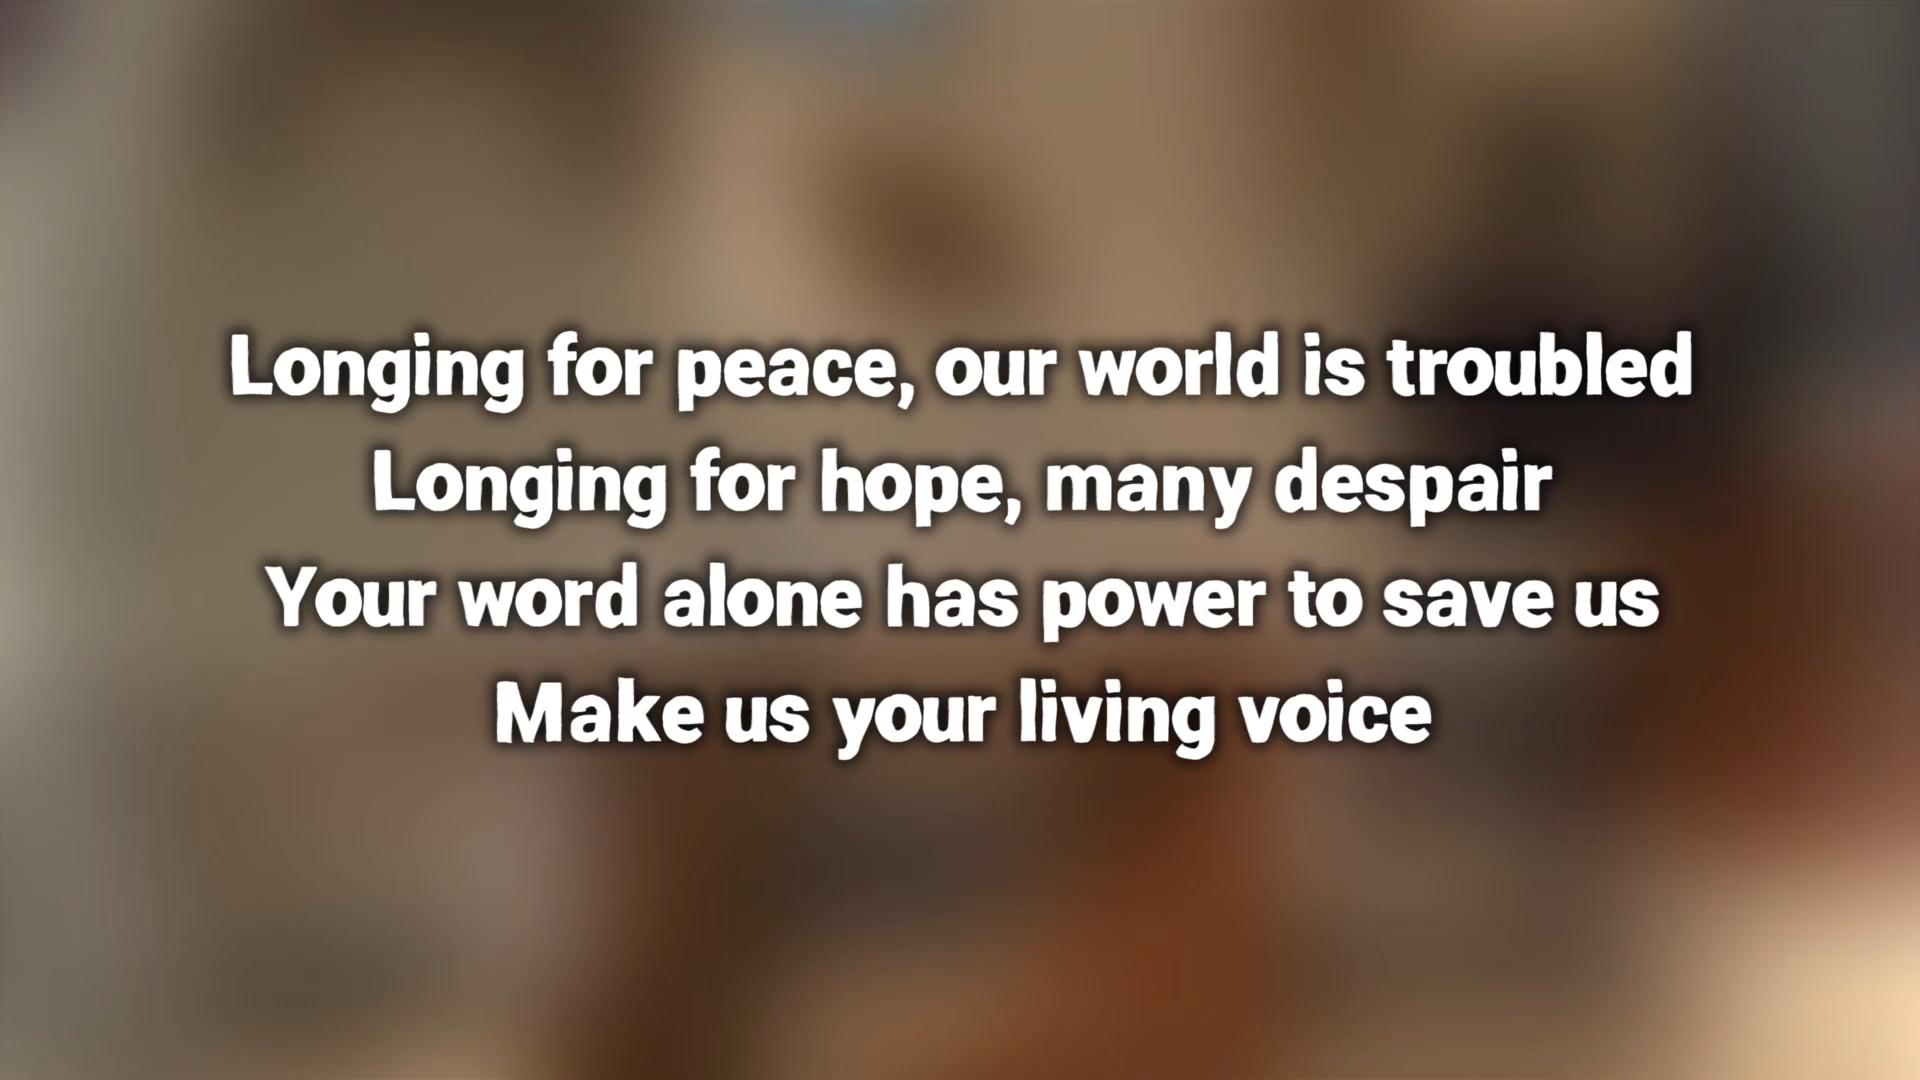 Longing for peace, our world is troubled
Longing for hope, many despair
Your word alone has power to save us
Make us your living voice